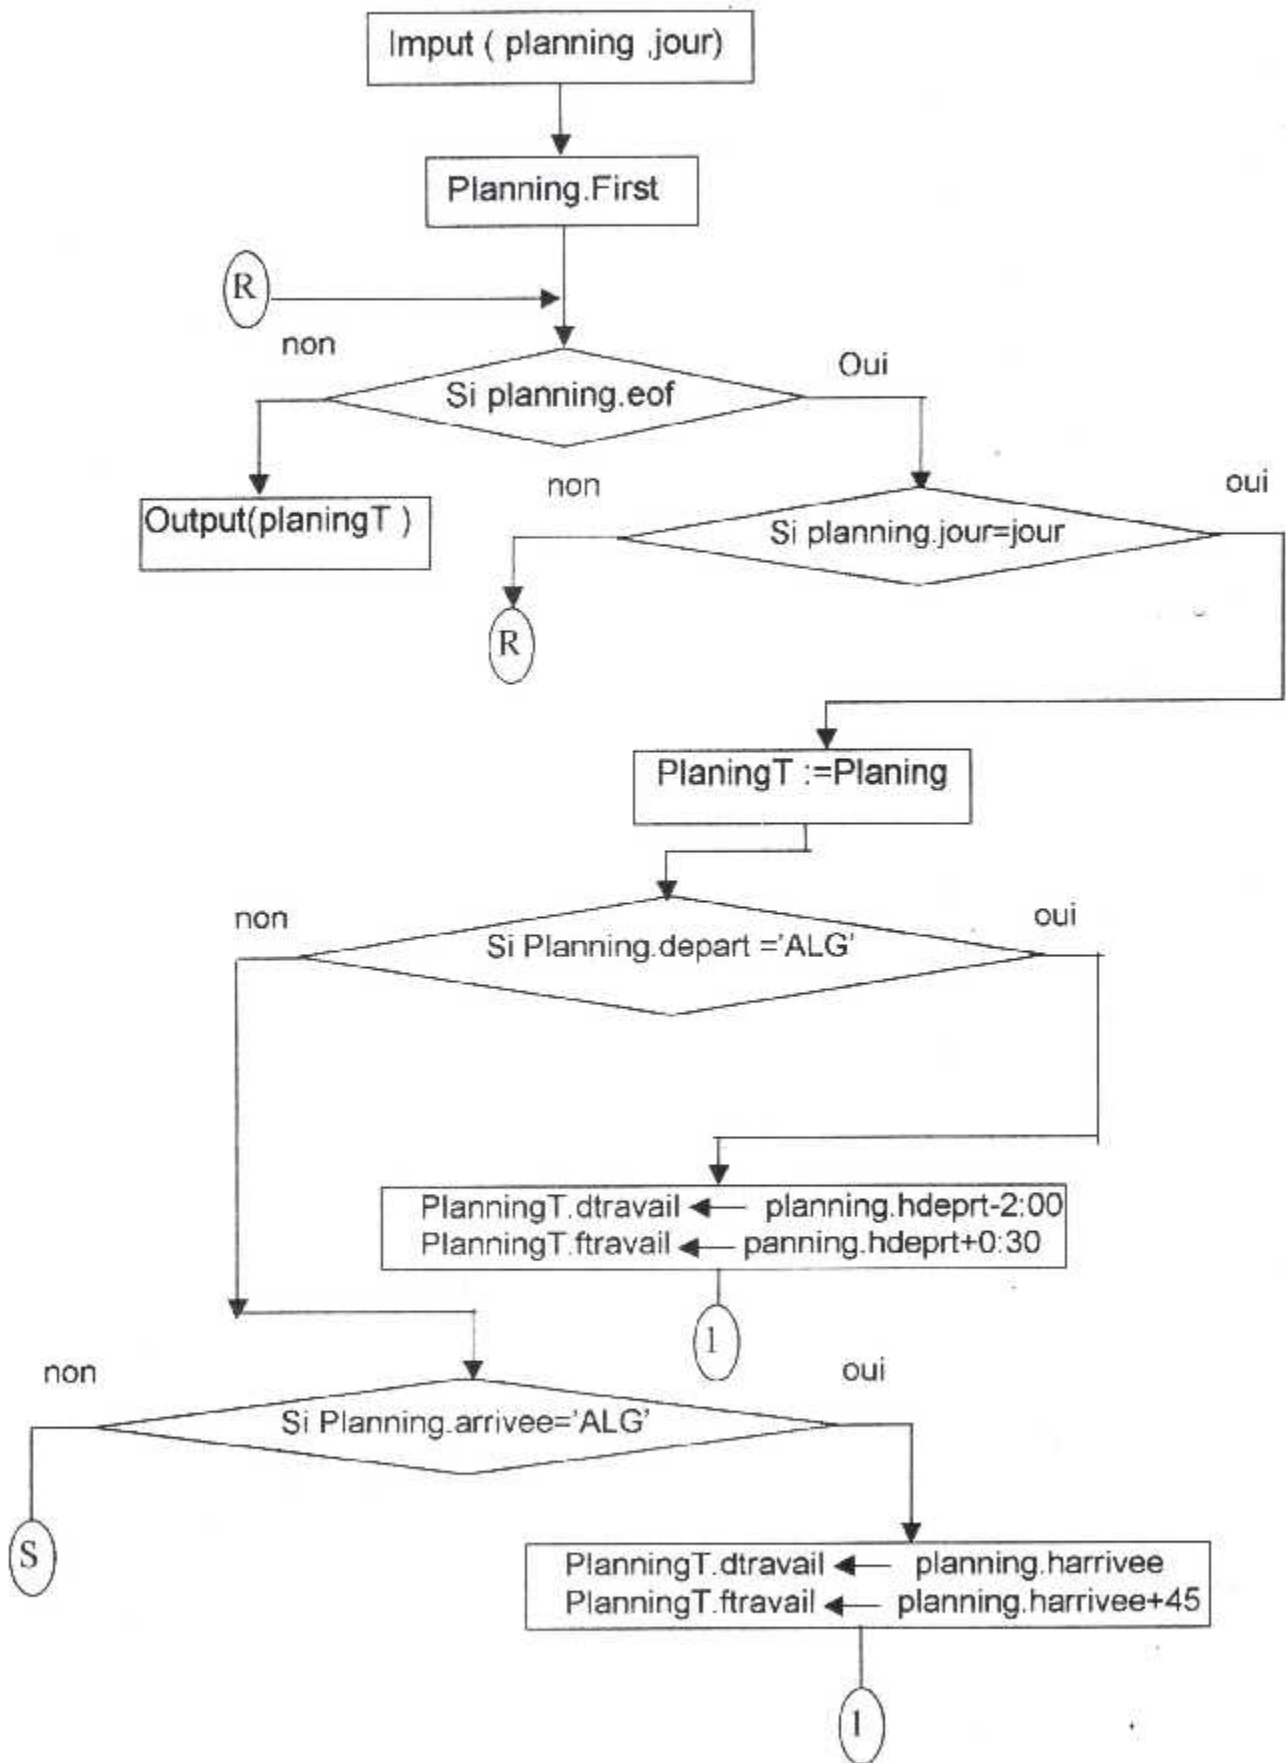 Imput ( planning ,jour)
Planning.First
R
non
Oui
Si planning.eof
Output(planingT )
non
oui
Si planning.jour=jour
R
PlaningT :=Planing
non
oui
Si Planning.depart ='ALG'
PlanningT.dtravail ← planning.hdeprt-2:00
PlanningT.ftravail ← panning.hdeprt+0:30
1
non
oui
Si Planning.arrivee='ALG'
S
PlanningT.dtravail ← planning.harrivee
PlanningT.ftravail ← planning.harrivee+45
1